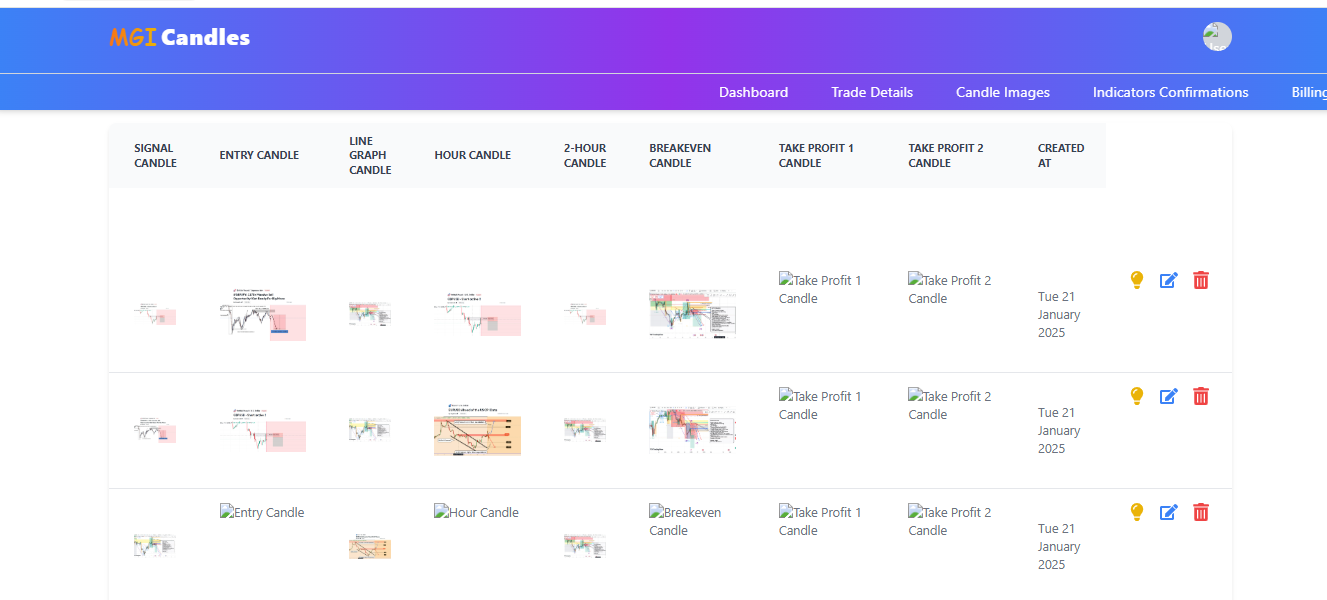 MGI Candles
Dashboard Trade Details Candle Images Indicators Confirmations Billing
SIGNAL CANDLE
ENTRY CANDLE
LINE GRAPH CANDLE
HOUR CANDLE
2-HOUR CANDLE
BREAKEVEN CANDLE
TAKE PROFIT 1 CANDLE
TAKE PROFIT 2 CANDLE
CREATED AT
Take Profit 1
Candle
Take Profit 2
Candle
Tue 21
January
2025
Take Profit 1
Candle
Take Profit 2
Candle
Tue 21
January
2025
Entry Candle
Hour Candle
Breakeven
Candle
Take Profit 1
Candle
Take Profit 2
Candle
Tue 21
January
2025